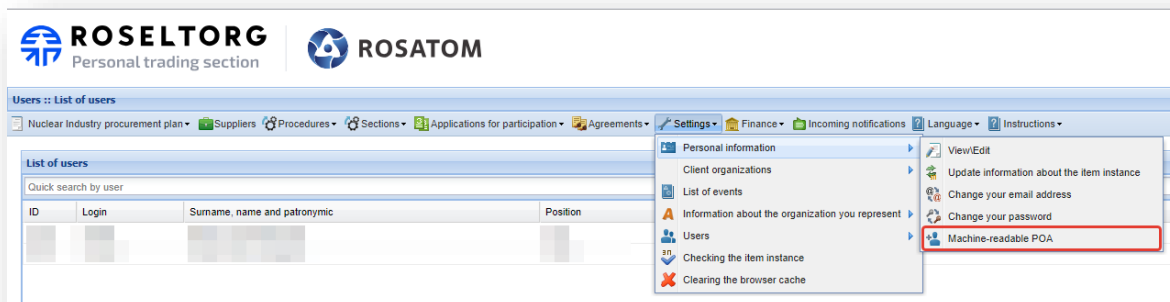 ROSELTORG
Personal trading section
ROSATOM
Users :: List of users
Nuclear Industry procurement plan Suppliers Procedures Sections Applications for participation Agreements Settings Finance Incoming notifications Language Instructions
List of users
Quick search by user
ID Login Surname, name and patronymic Position
Personal information
Client organizations
List of events
Information about the organization you represent
Users
Checking the item instance
Clearing the browser cache
View\Edit
Update information about the item instance
Change your email address
Change your password
Machine-readable POA